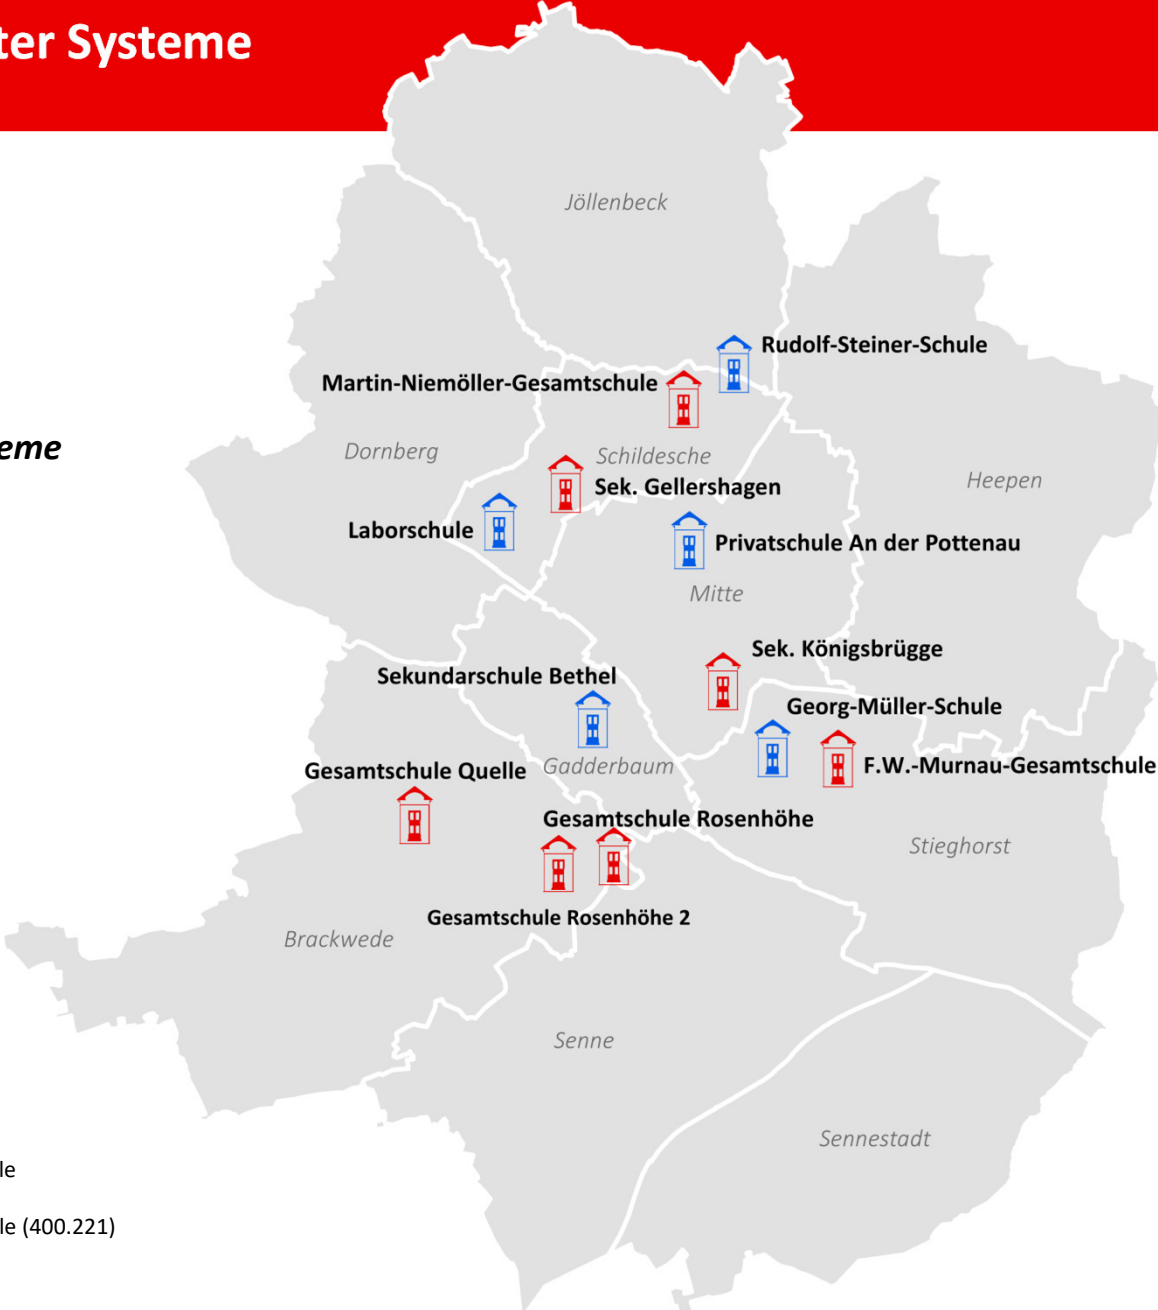 ter Systeme
Jöllenbeck
Rudolf-Steiner-Schule
Martin-Niemöller-Gesamtschule
eme
Dornberg
Schildesche
Heepen
Sek. Gellershagen
Laborschule
Privatschule An der Pottenau
Mitte
Sek. Königsbrügge
Sekundarschule Bethel
Georg-Müller-Schule
Gesamtschule Quelle
Gadderbaum
F.W.-Murnau-Gesamtschule
Gesamtschule Rosenhöhe
Stieghorst
Gesamtschule Rosenhöhe 2
Brackwede
Senne
Sennestadt
le
le (400.221)